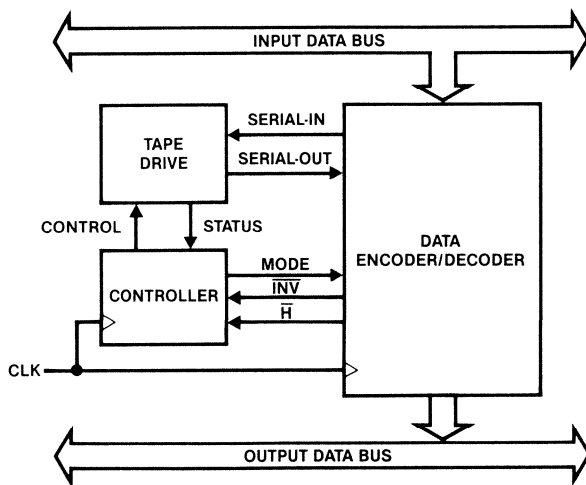 INPUT DATA BUS
SERIAL-IN
TAPE
DRIVE
SERIAL-OUT
CONTROL
STATUS
DATA
ENCODER/DECODER
MODE
CONTROLLER
I̅N̅V̅
H̅
CLK
OUTPUT DATA BUS